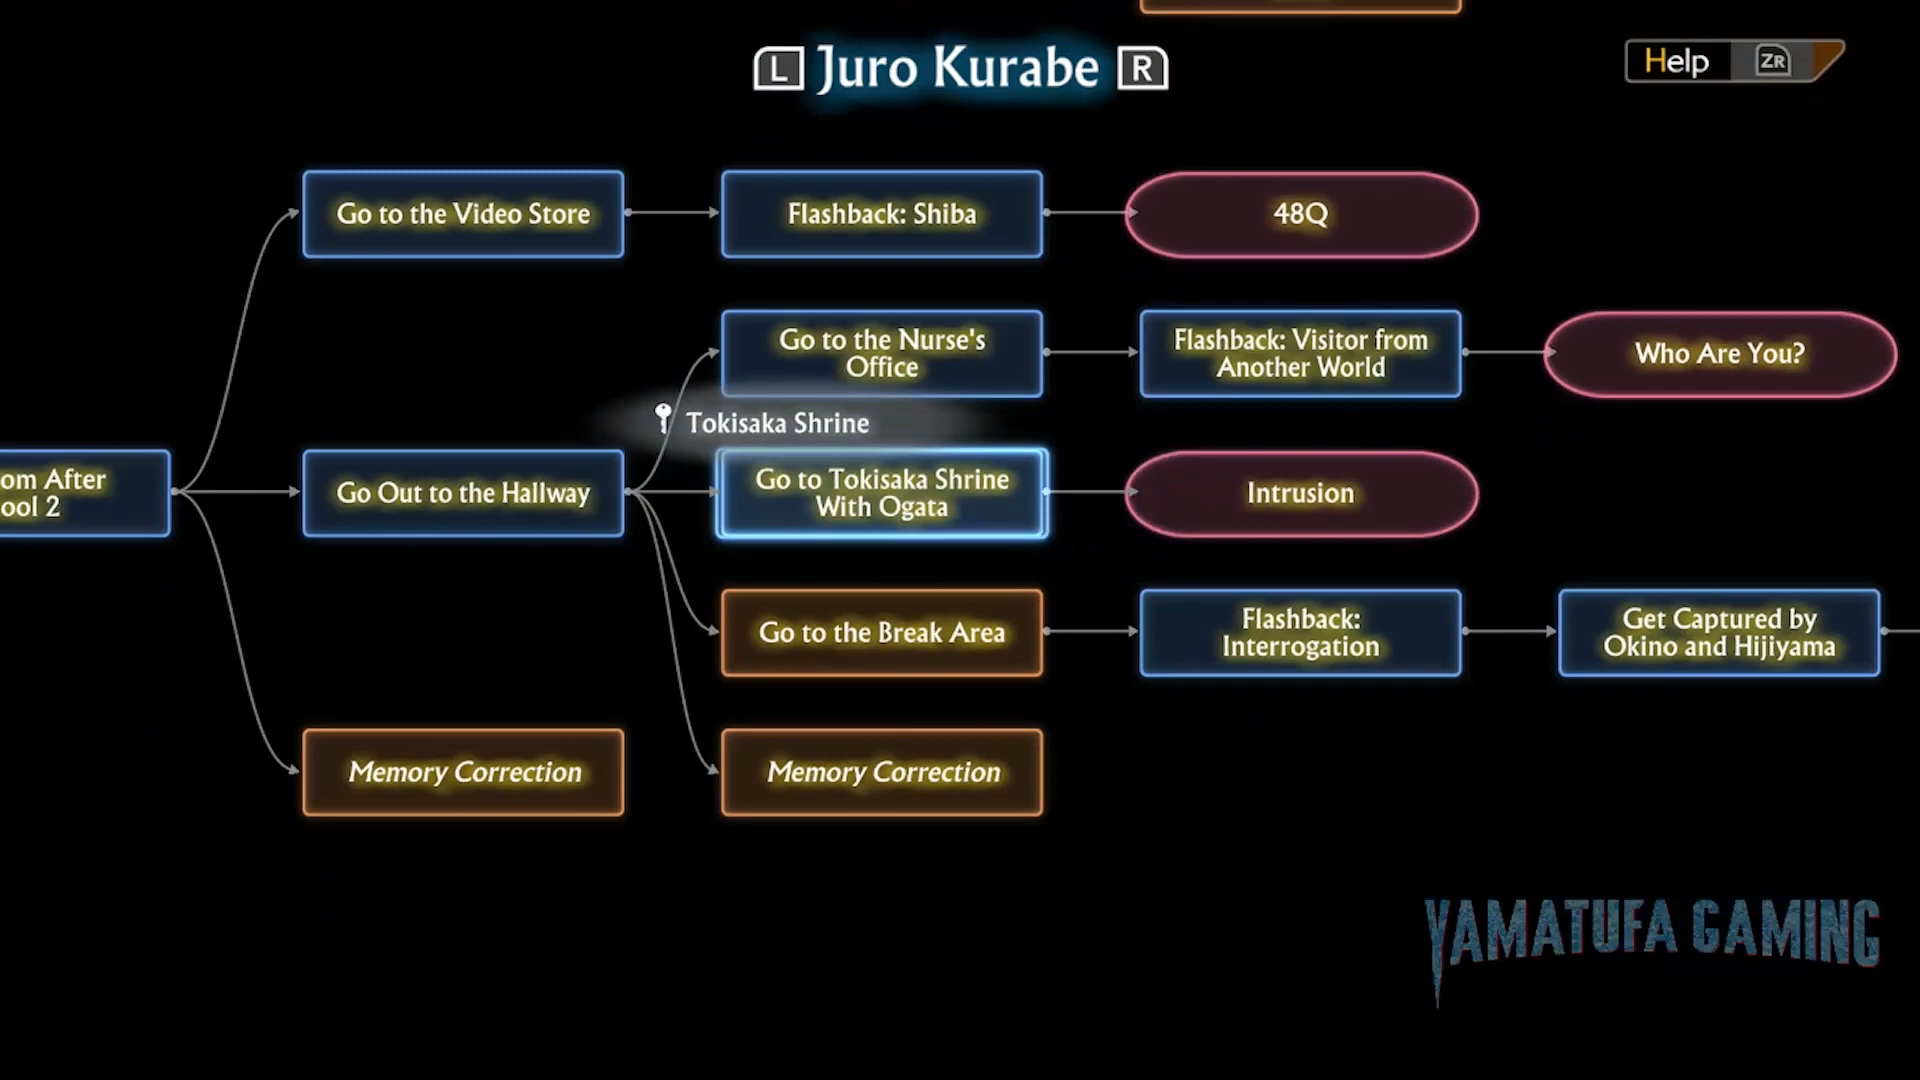 L Juro Kurabe R
Help ZR
Go to the Video Store
Flashback: Shiba
48Q
Go to the Nurse's
Office
Flashback: Visitor from
Another World
Who Are You?
Tokisaka Shrine
om After
ool 2
Go Out to the Hallway
Go to Tokisaka Shrine
With Ogata
Intrusion
Go to the Break Area
Flashback:
Interrogation
Get Captured by
Okino and Hijiyama
Memory Correction
Memory Correction
YAMATUFA GAMING